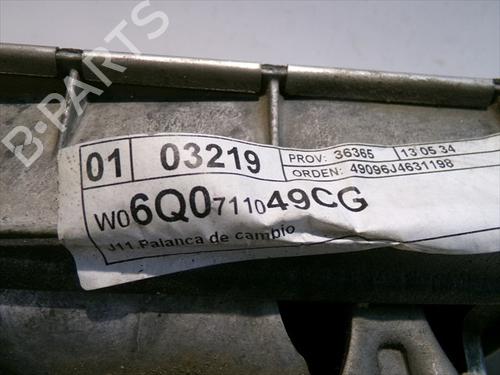 B-PARTS
01 03219 PROV: 36365 13 05 34
ORDEN: 49096J4631198
W06Q0711049CG
J11 Palanca de cambio